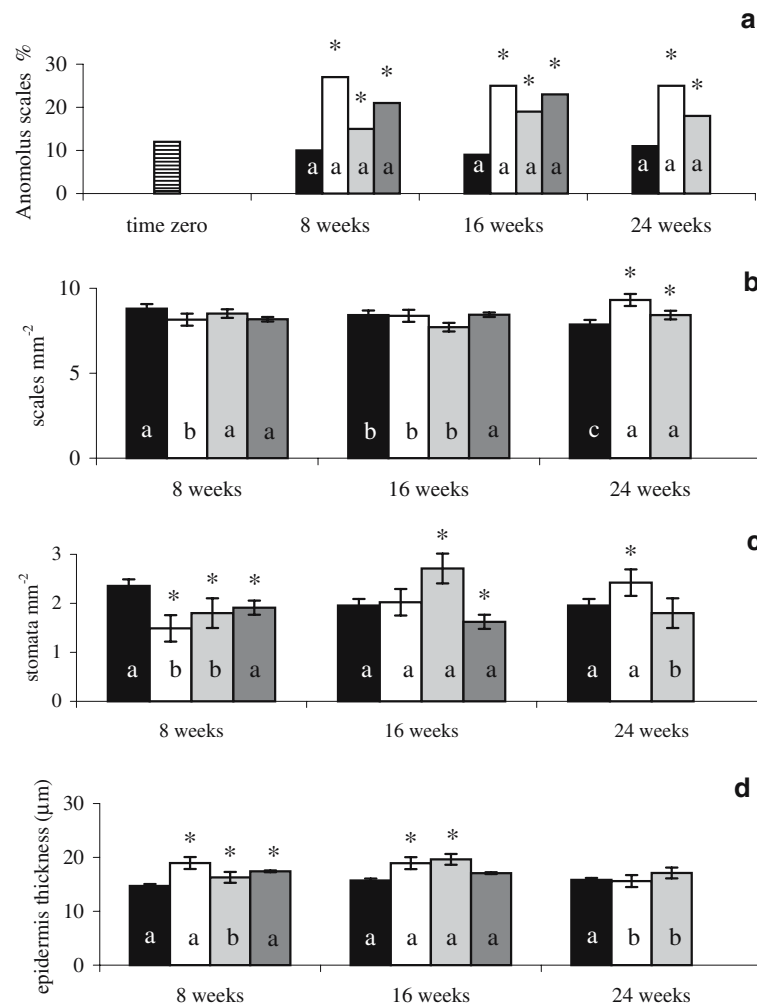 a
Anomolus scales %
30
* * * * * * * *
20
10
a a a a a a a a a a a
0
time zero 8 weeks 16 weeks 24 weeks
b
scales mm-2
10
* *
5
a b a a b b b a c a a
0
8 weeks 16 weeks 24 weeks
c
stomata mm-2
3
* * * * * *
2
1
a b b a a a a a a a b
0
8 weeks 16 weeks 24 weeks
d
epidermis thickness (µm)
30
* * * * *
20
10
a a b a a a a a a b b
0
8 weeks 16 weeks 24 weeks